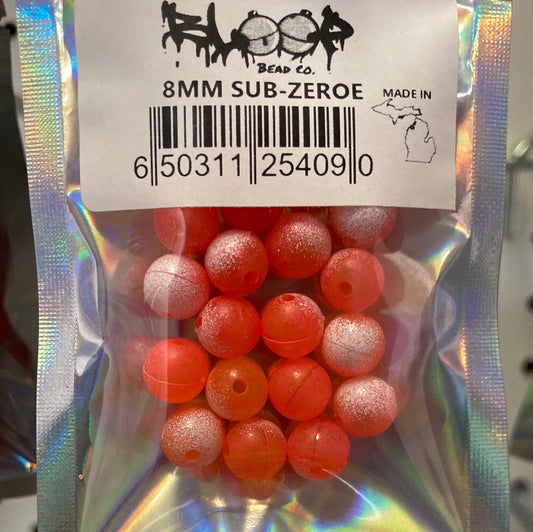 BLOOP
BEAD CO.
8MM SUB-ZEROE
MADE IN
6 50311 25409 0